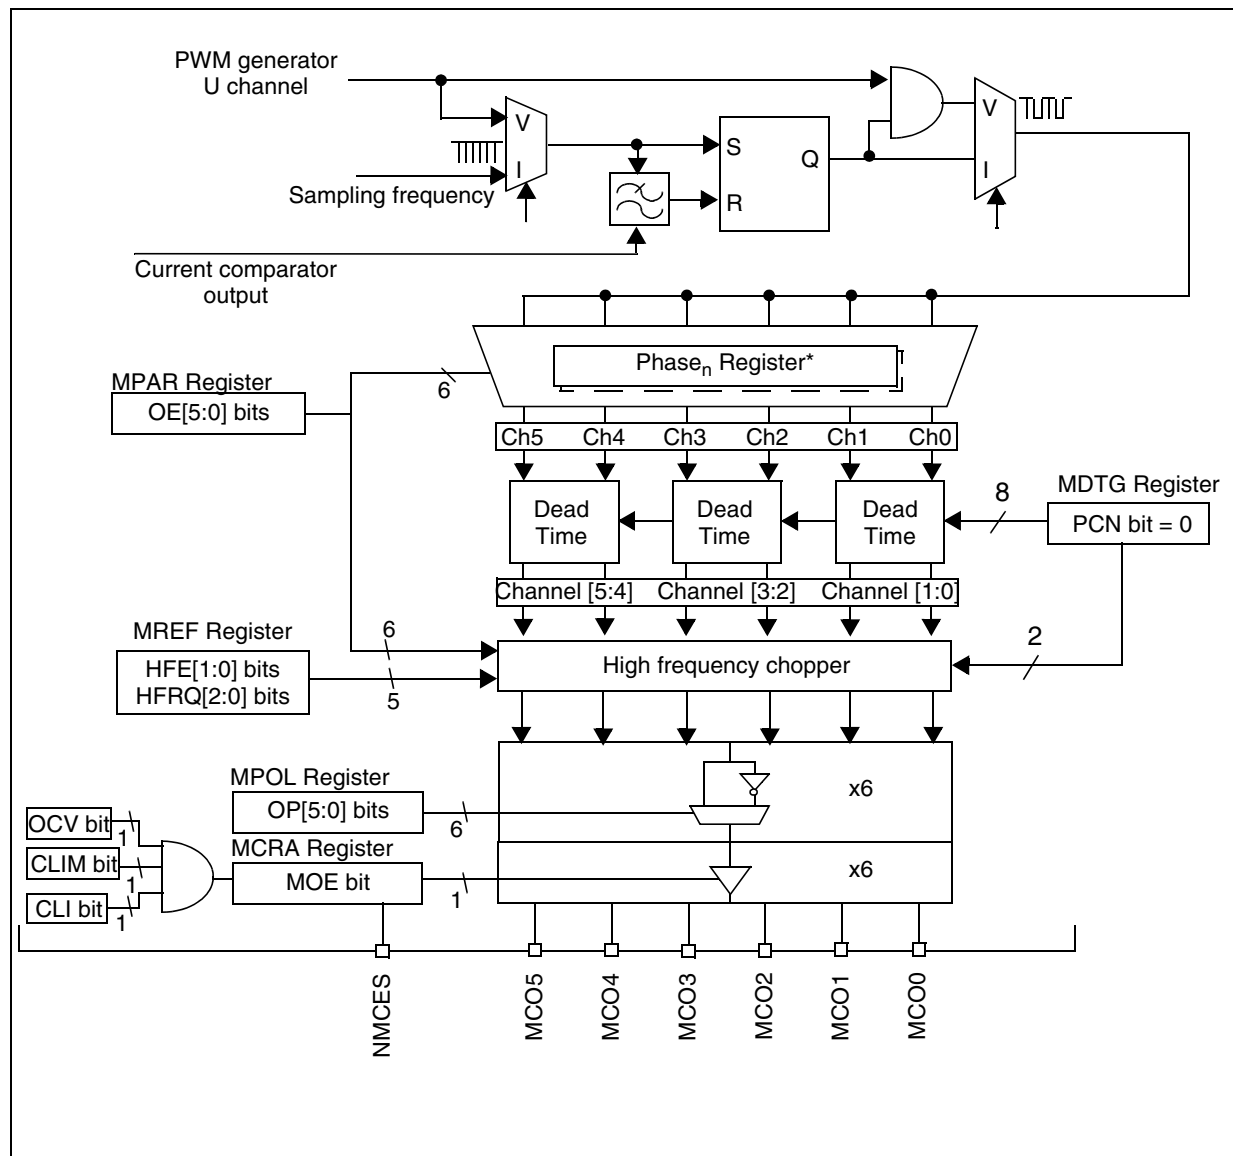 PWM generator
U channel
V
I
Sampling frequency
S
Q
R
V
I
Current comparator
output
Phasen Register*
MPAR Register
OE[5:0] bits
6
Ch5 Ch4 Ch3 Ch2 Ch1 Ch0
Dead
Time
Dead
Time
Dead
Time
8
MDTG Register
PCN bit = 0
Channel [5:4] Channel [3:2] Channel [1:0]
MREF Register
HFE[1:0] bits
HFRQ[2:0] bits
6
5
High frequency chopper
2
MPOL Register
OP[5:0] bits
6
x6
OCV bit
1
CLIM bit
1
CLI bit
1
MCRA Register
MOE bit
1
x6
NMCES
MCO5
MCO4
MCO3
MCO2
MCO1
MCO0